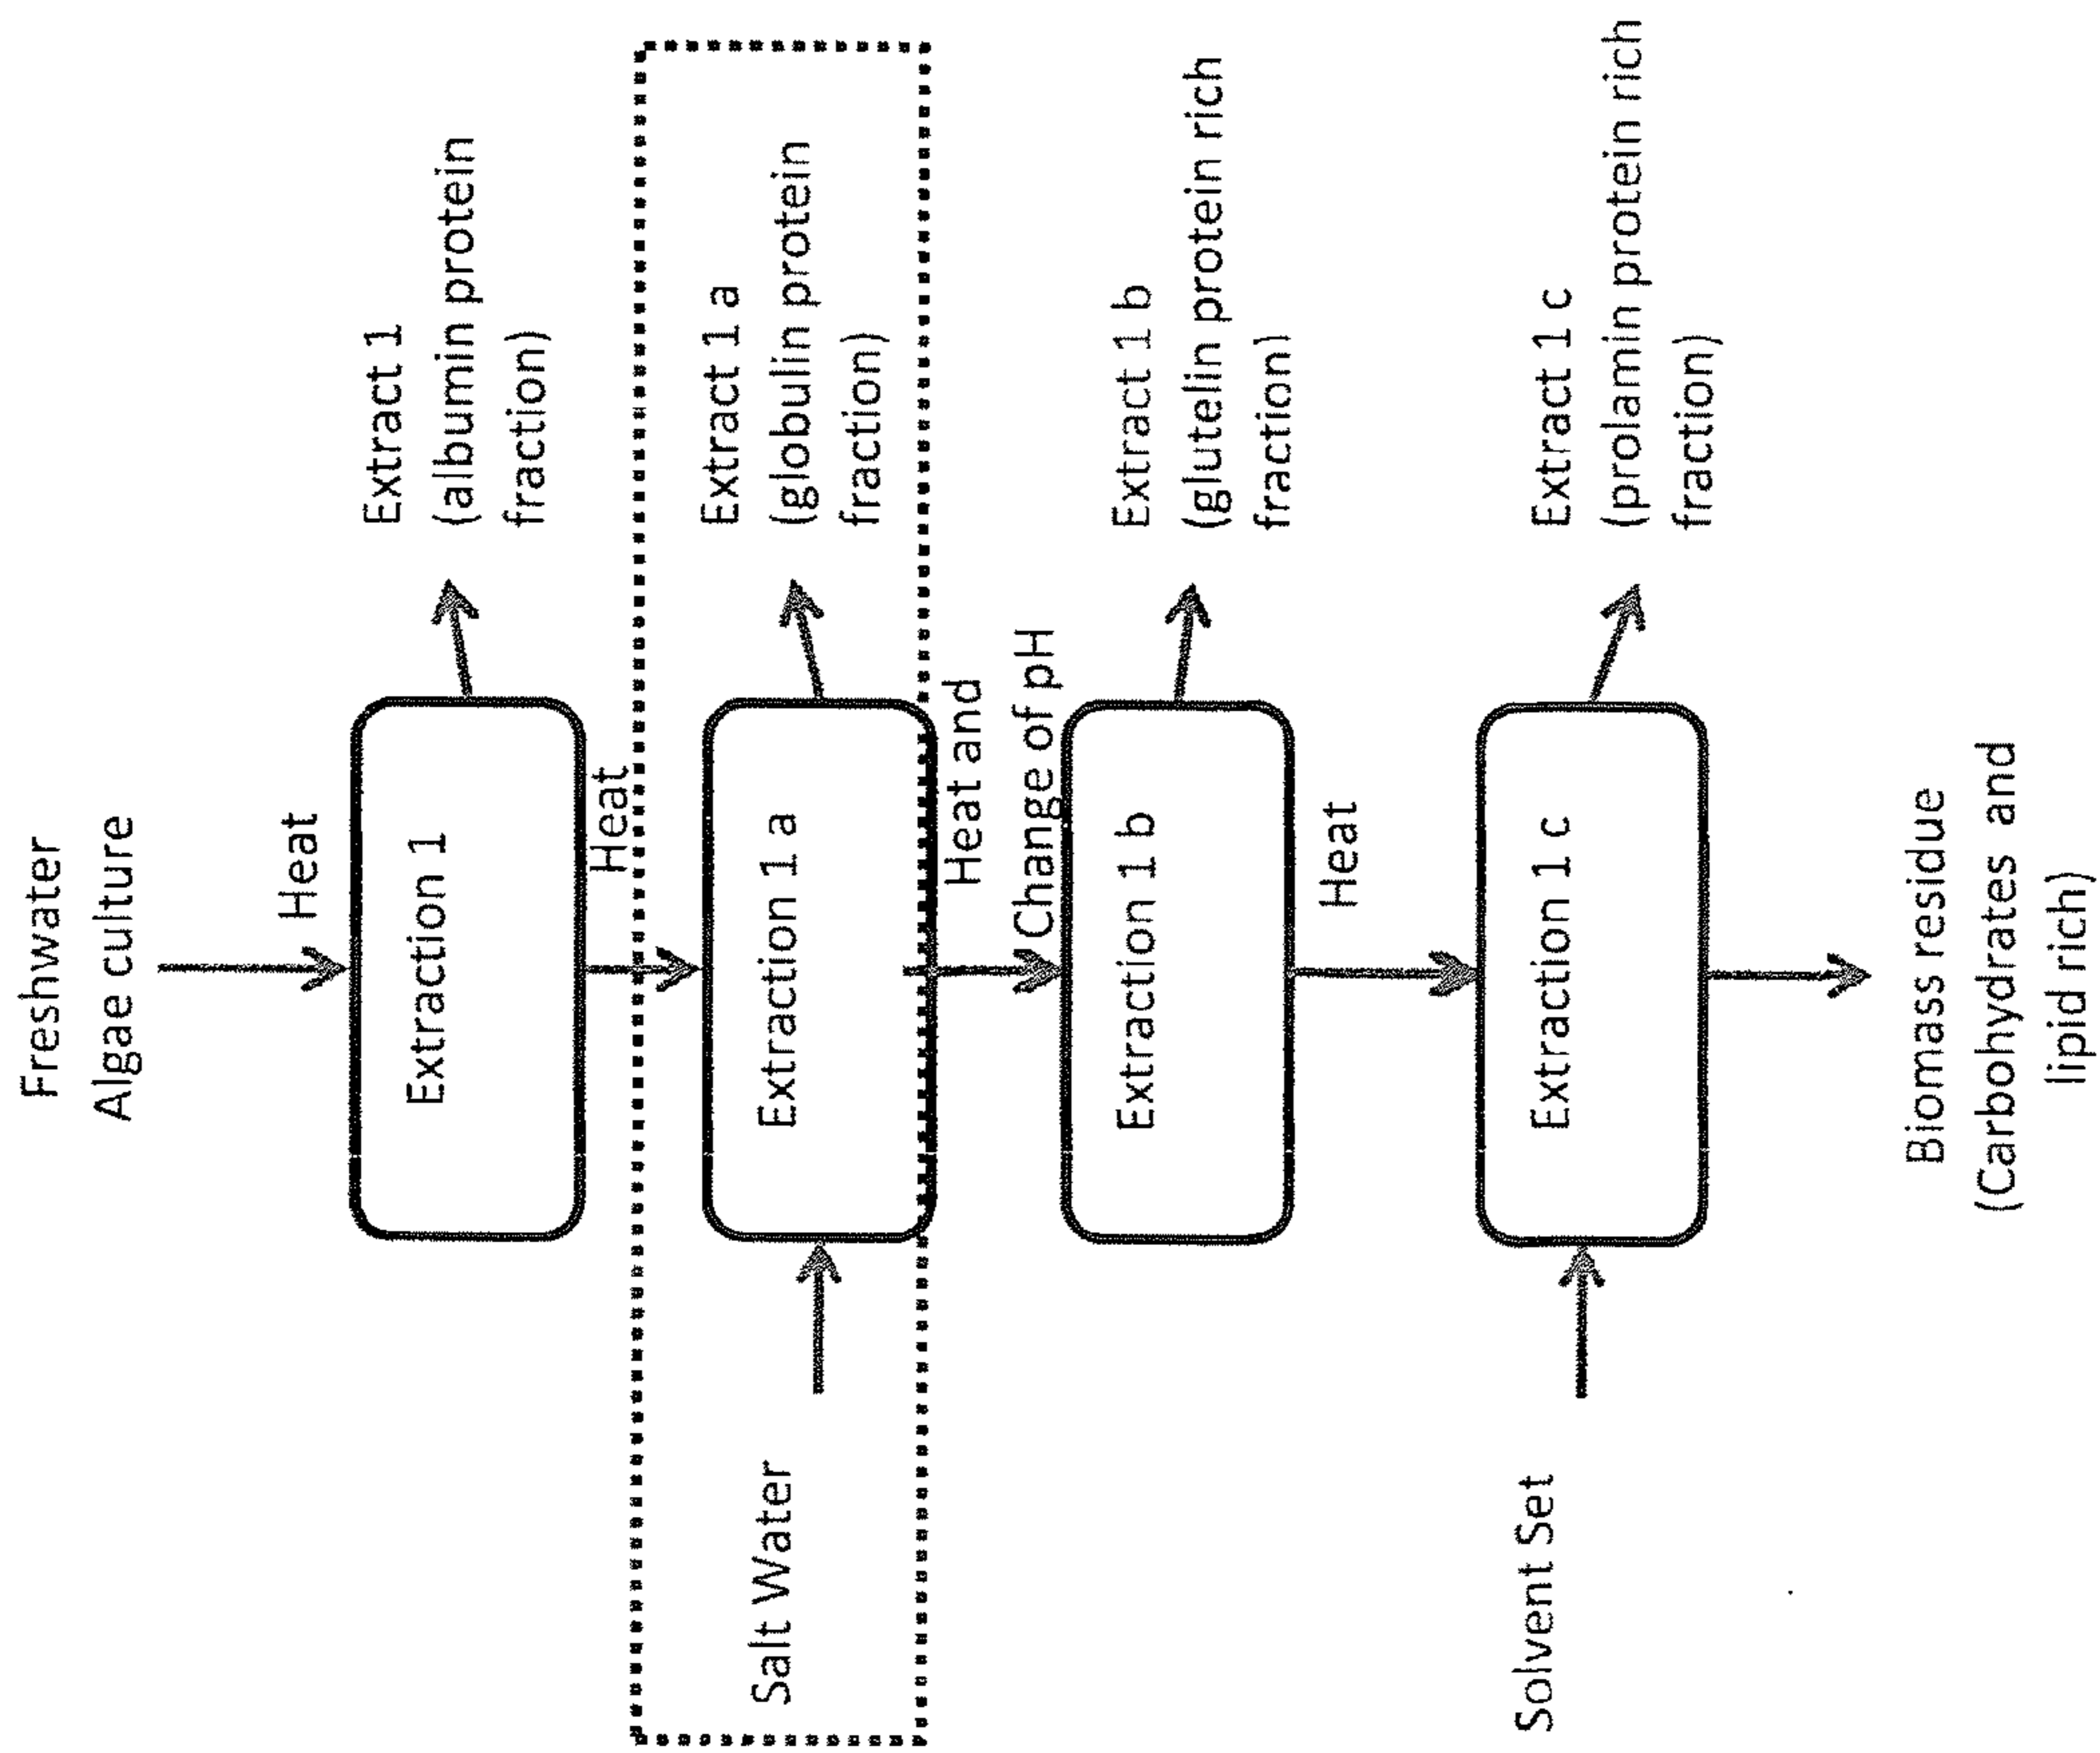 Freshwater
Algae culture
Heat
Extraction 1
Extract 1
(albumin protein
fraction)
Heat
Salt Water
Extraction 1 a
Extract 1 a
(globulin protein
fraction)
Heat and
Change of pH
Extraction 1 b
Extract 1 b
(glutelin protein rich
fraction)
Heat
Solvent Set
Extraction 1 c
Extract 1 c
(prolamin protein rich
fraction)
Biomass residue
(Carbohydrates and
lipid rich)